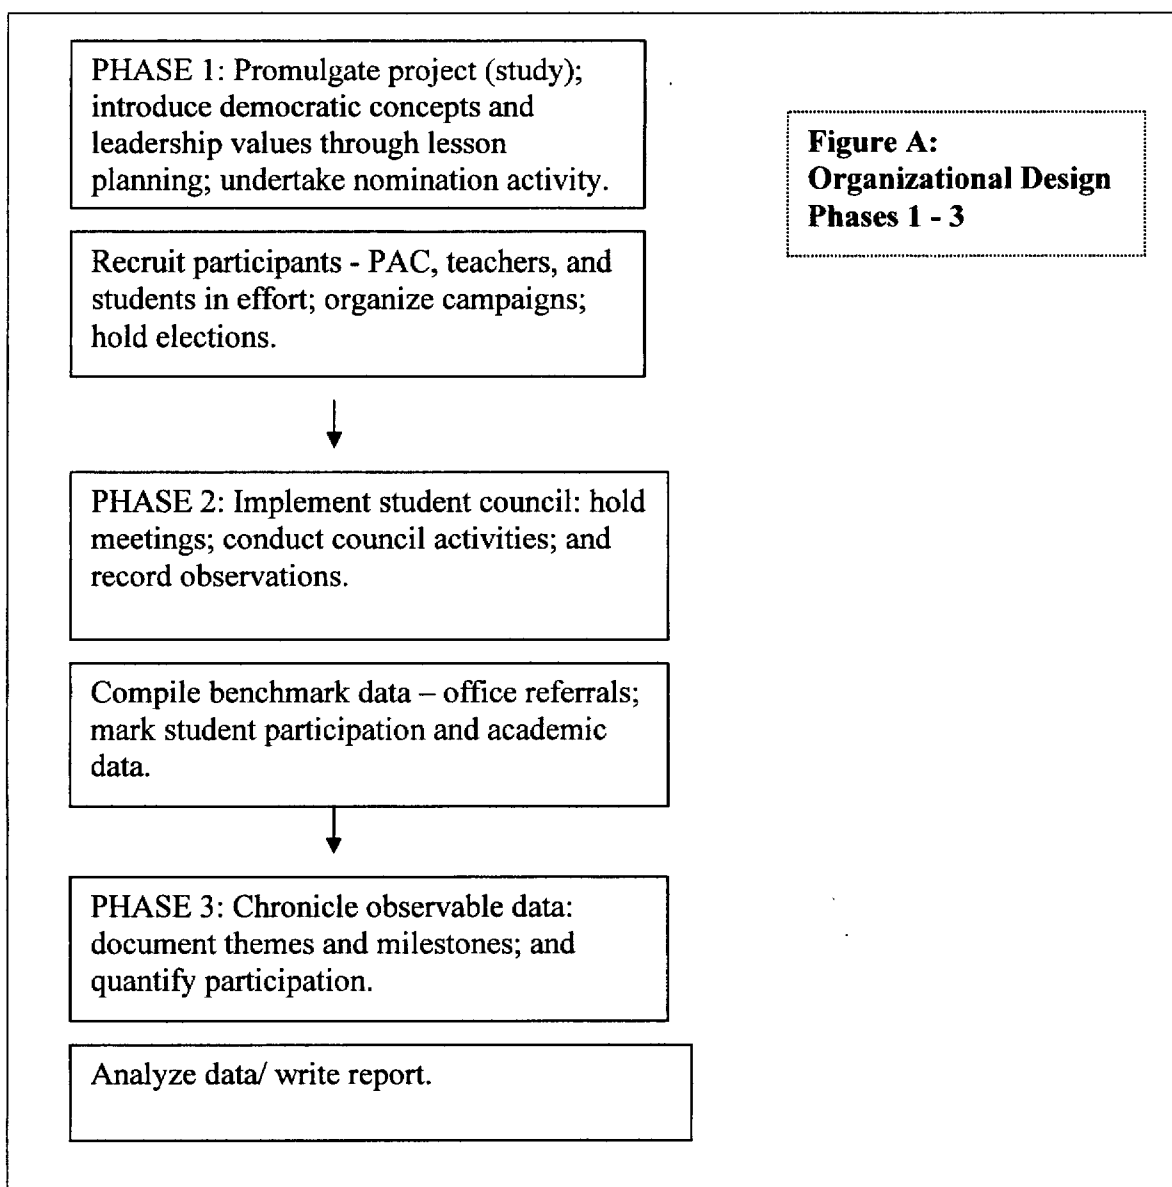 PHASE 1: Promulgate project (study);
introduce democratic concepts and
leadership values through lesson
planning; undertake nomination activity.
Figure A:
Organizational Design
Phases 1 - 3
Recruit participants - PAC, teachers, and
students in effort; organize campaigns;
hold elections.
PHASE 2: Implement student council: hold
meetings; conduct council activities; and
record observations.
Compile benchmark data – office referrals;
mark student participation and academic
data.
PHASE 3: Chronicle observable data:
document themes and milestones; and
quantify participation.
Analyze data/ write report.